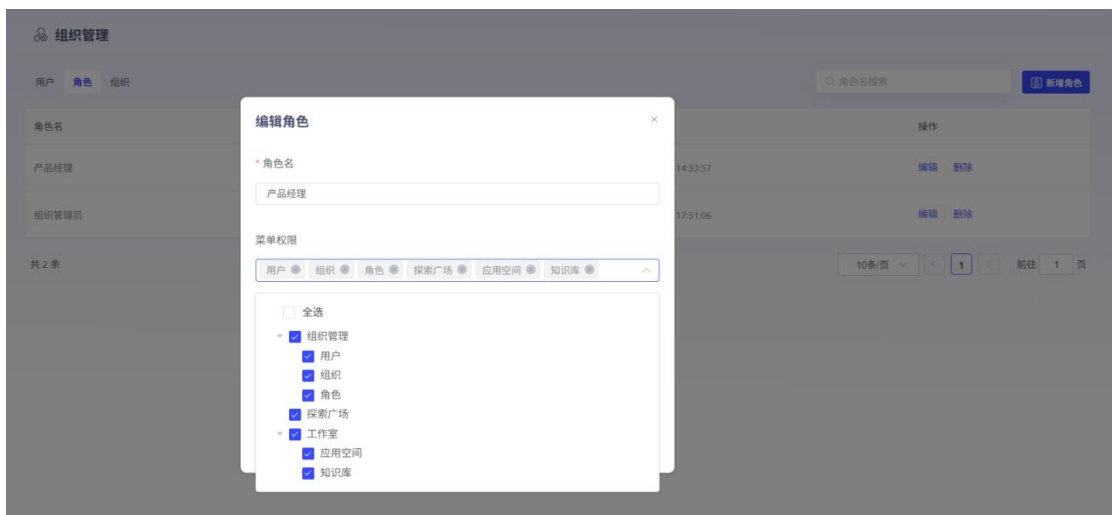 组织管理
用户 角色 组织 角色名搜索 新增角色
角色名 操作
产品经理 14:33:57 编辑 删除
组织管理员 17:51:06 编辑 删除
共 2 条 10条/页 1 前往 1 页
编辑角色
* 角色名
产品经理
菜单权限
用户 组织 角色 探索广场 应用空间 知识库
全选
组织管理
用户
组织
角色
探索广场
工作室
应用空间
知识库